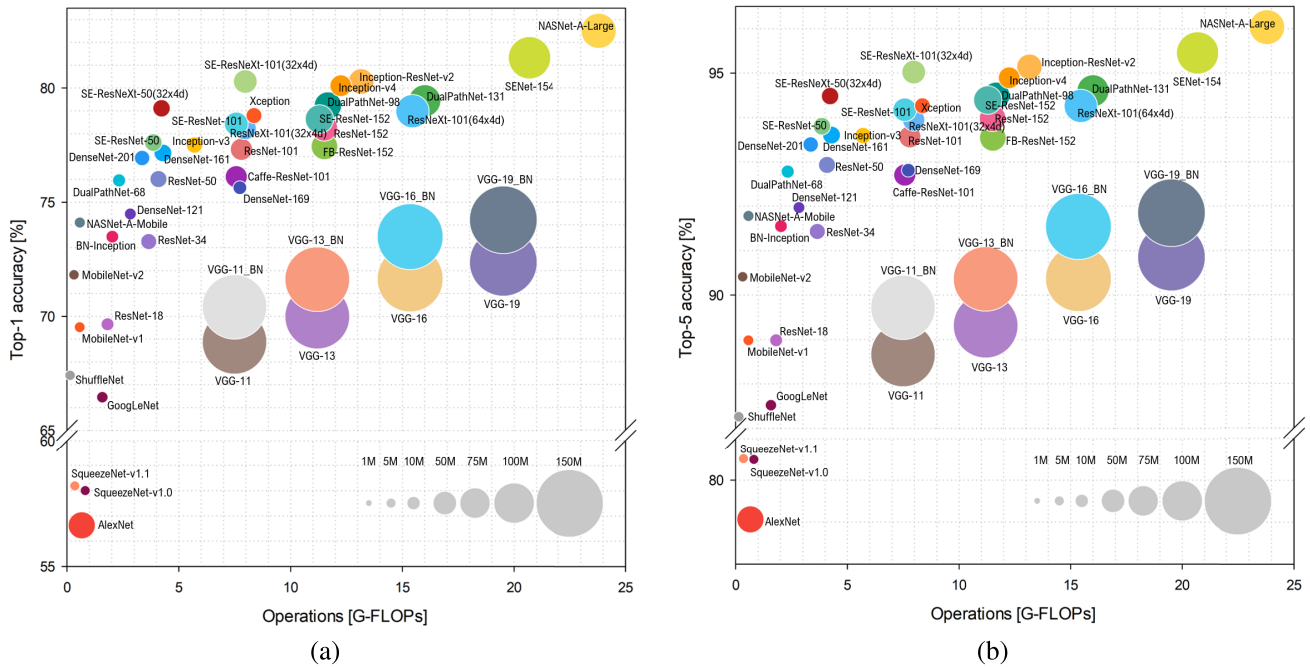 NASNet-A-Large
SENet-154
SE-ResNeXt-101(32x4d)
Inception-ResNet-v2
Inception-v4
SE-ResNeXt-50(32x4d)
Xception
DualPathNet-98
DualPathNet-131
SE-ResNet-101
SE-ResNet-152
ResNeXt-101(64x4d)
ResNeXt-101(32x4d)
ResNet-152
SE-ResNet-50
Inception-v3
FB-ResNet-152
DenseNet-201
DenseNet-161
ResNet-101
DualPathNet-68
ResNet-50
Caffe-ResNet-101
DenseNet-169
DenseNet-121
NASNet-A-Mobile
BN-Inception
ResNet-34
VGG-16_BN
VGG-19_BN
VGG-13_BN
VGG-11_BN
MobileNet-v2
VGG-19
VGG-16
ResNet-18
MobileNet-v1
VGG-13
VGG-11
ShuffleNet
GoogLeNet
1M 5M 10M 50M 75M 100M 150M
SqueezeNet-v1.1
SqueezeNet-v1.0
AlexNet
80
75
70
65
60
55
0 5 10 15 20 25
Top-1 accuracy [%]
Operations [G-FLOPs]
(a)
NASNet-A-Large
SENet-154
SE-ResNeXt-101(32x4d)
Inception-ResNet-v2
Inception-v4
SE-ResNeXt-50(32x4d)
Xception
DualPathNet-98
DualPathNet-131
SE-ResNet-101
SE-ResNet-152
ResNeXt-101(64x4d)
ResNeXt-101(32x4d)
ResNet-152
SE-ResNet-50
Inception-v3
FB-ResNet-152
DenseNet-201
DenseNet-161
ResNet-101
ResNet-50
DenseNet-169
DualPathNet-68
Caffe-ResNet-101
DenseNet-121
NASNet-A-Mobile
BN-Inception
ResNet-34
VGG-16_BN
VGG-19_BN
VGG-13_BN
VGG-11_BN
MobileNet-v2
VGG-19
VGG-16
ResNet-18
MobileNet-v1
VGG-13
VGG-11
GoogLeNet
ShuffleNet
SqueezeNet-v1.1
SqueezeNet-v1.0
1M 5M 10M 50M 75M 100M 150M
AlexNet
95
90
80
0 5 10 15 20 25
Top-5 accuracy [%]
Operations [G-FLOPs]
(b)